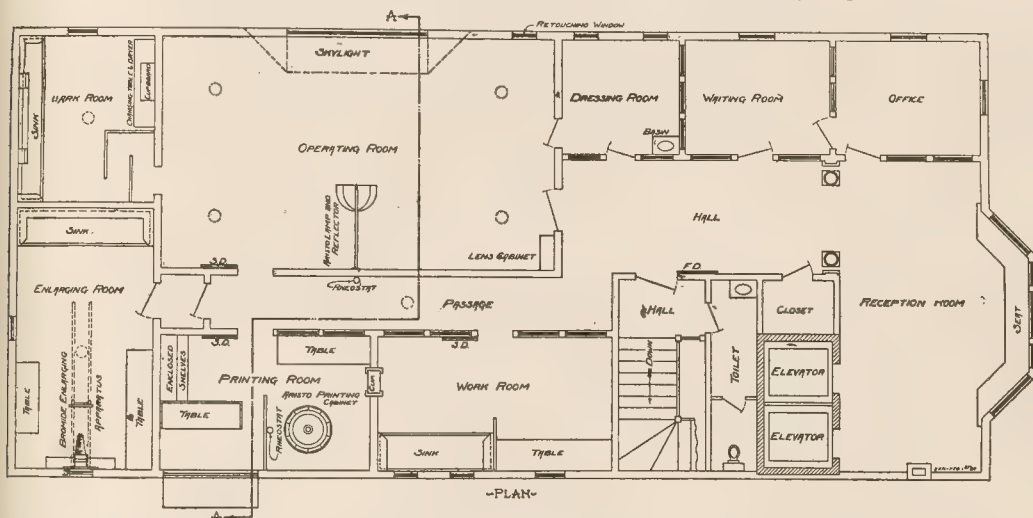 A
RETOUCHING WINDOW
SKYLIGHT
DARK ROOM
CHANGING TABLE & DRYER
CUPBOARD
SINK
OPERATING ROOM
DRESSING ROOM
BASIN
WAITING ROOM
OFFICE
ARISTO LAMP AND
REFLECTOR
HALL
SINK.
LENS CABINET
S.D.
RHEOSTAT
F.D.
ENLARGING ROOM
PASSAGE
HALL
CLOSET
RECEPTION ROOM
SEAT
S.D.
S.D.
ENCLOSED
SHELVES
TABLE
PRINTING ROOM
CUP.
WORK ROOM
DOWN
TOILET
ELEVATOR
BROMIDE ENLARGING
APPARATUS
TABLE
TABLE
TABLE
ARISTO PRINTING
CABINET
RHEOSTAT
SINK
TABLE
ELEVATOR
-PLAN-
A